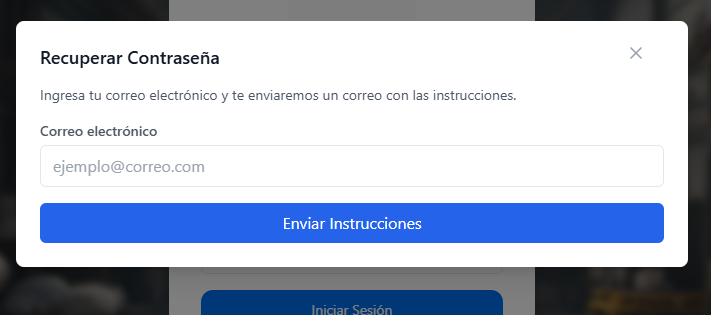 Recuperar Contraseña
Ingresa tu correo electrónico y te enviaremos un correo con las instrucciones.
Correo electrónico
ejemplo@correo.com
Enviar Instrucciones
Iniciar Sesión